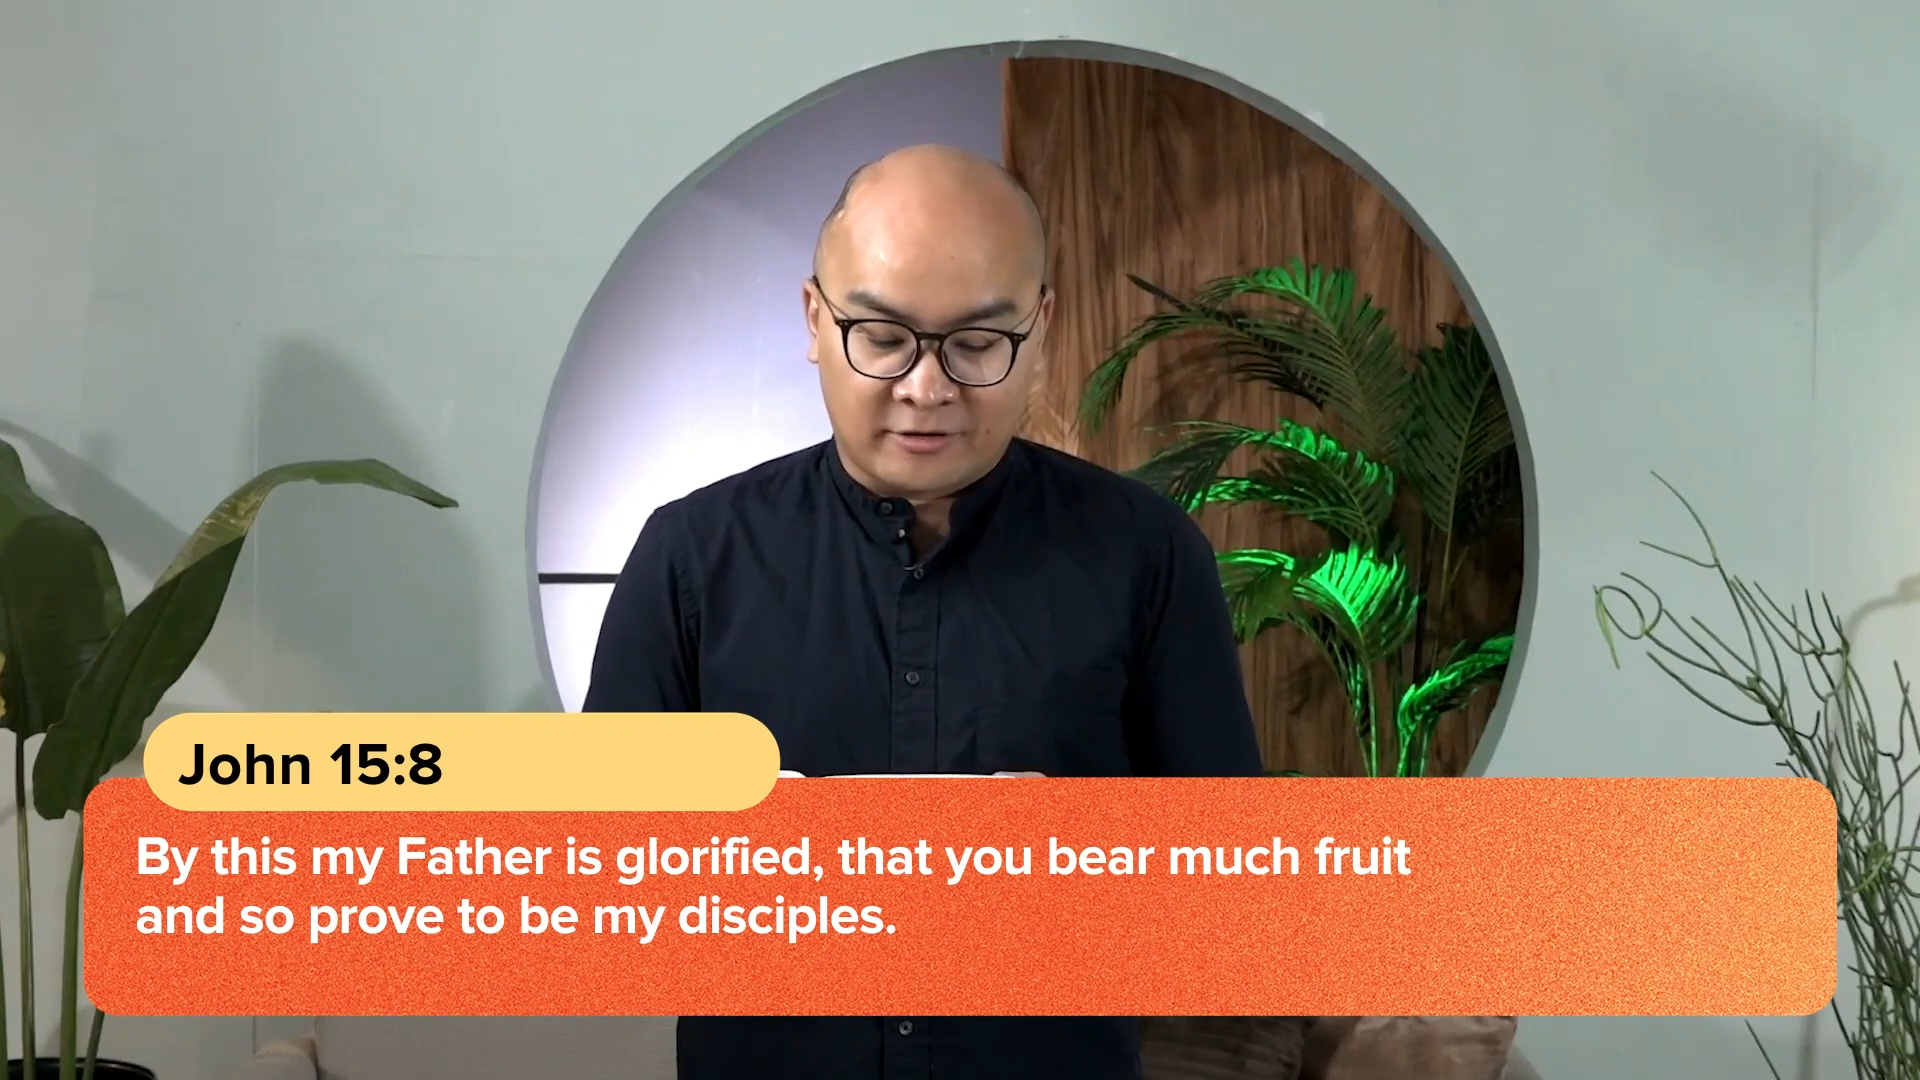 John 15:8
By this my Father is glorified, that you bear much fruit
and so prove to be my disciples.